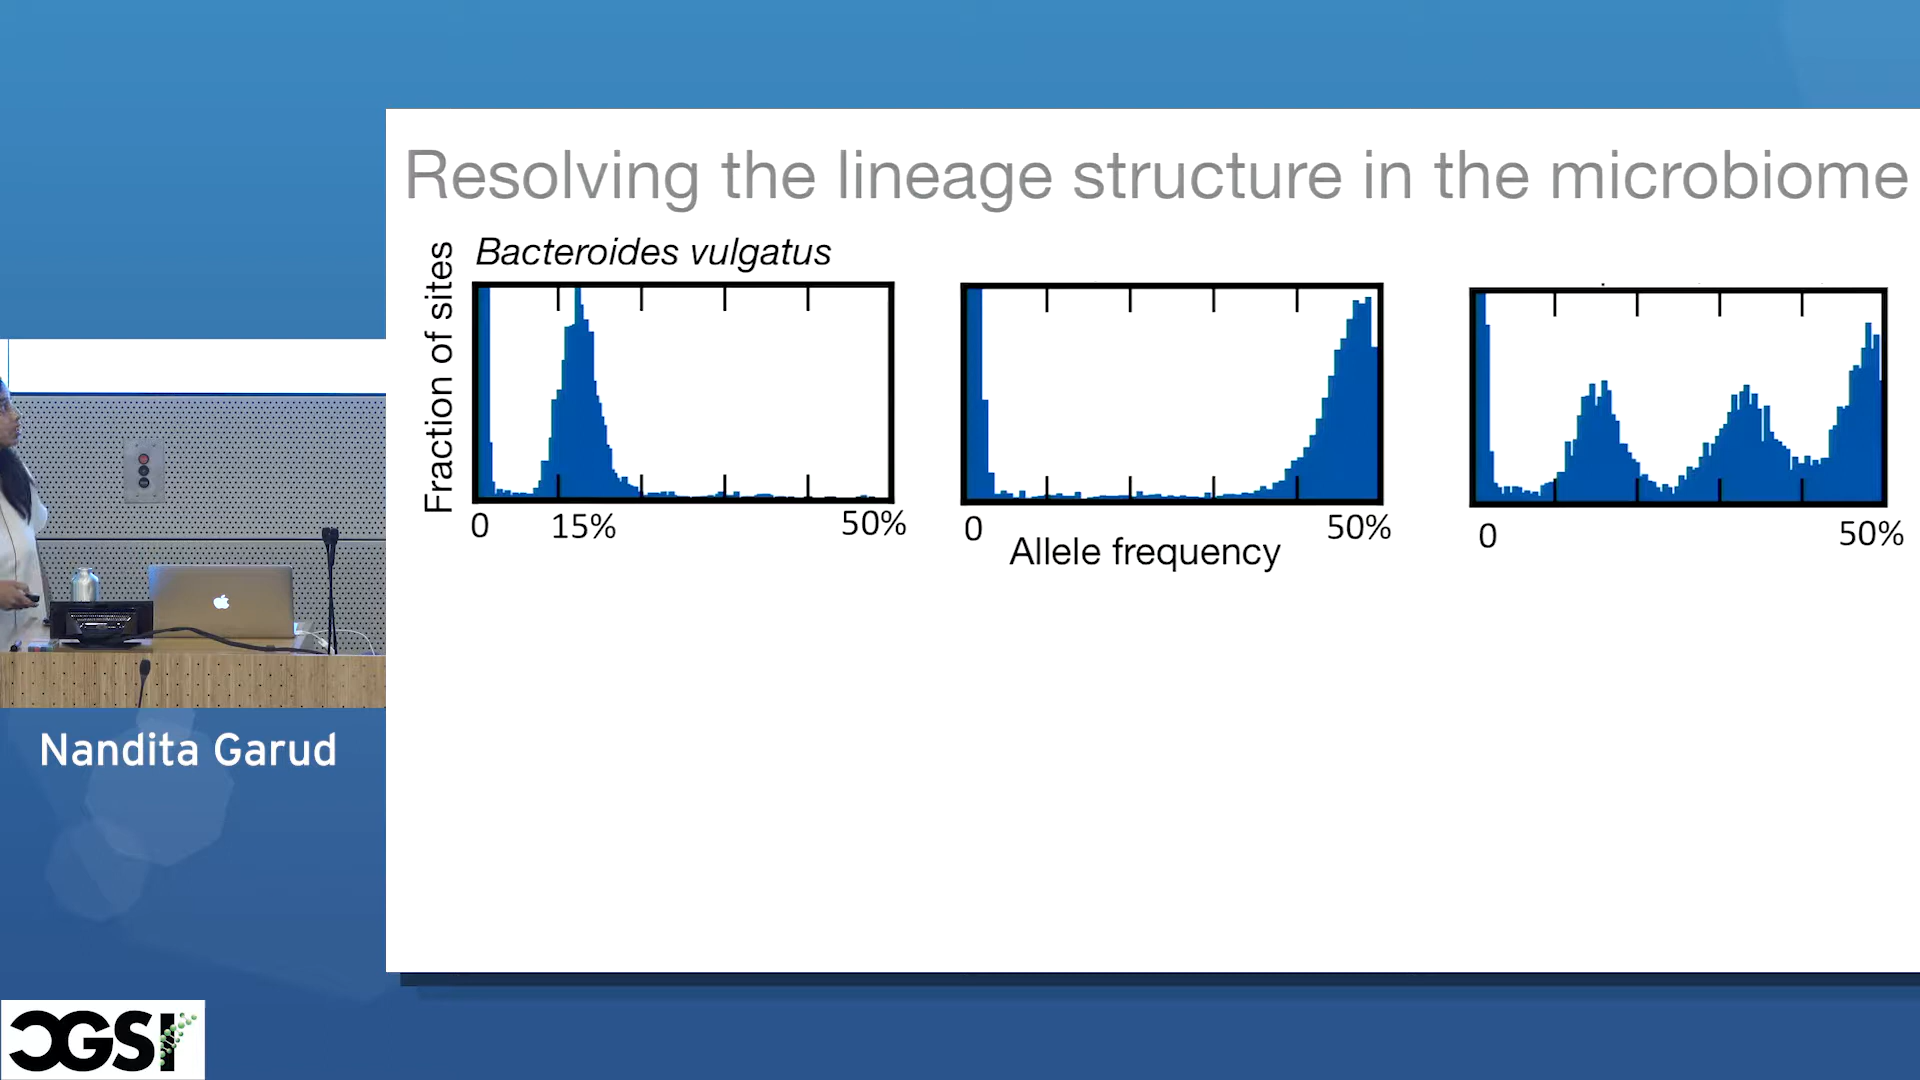 Resolving the lineage structure in the microbiome
Bacteroides vulgatus
Fraction of sites
0 15% 50%
0 50%
0 50%
Allele frequency
Nandita Garud
CGSI